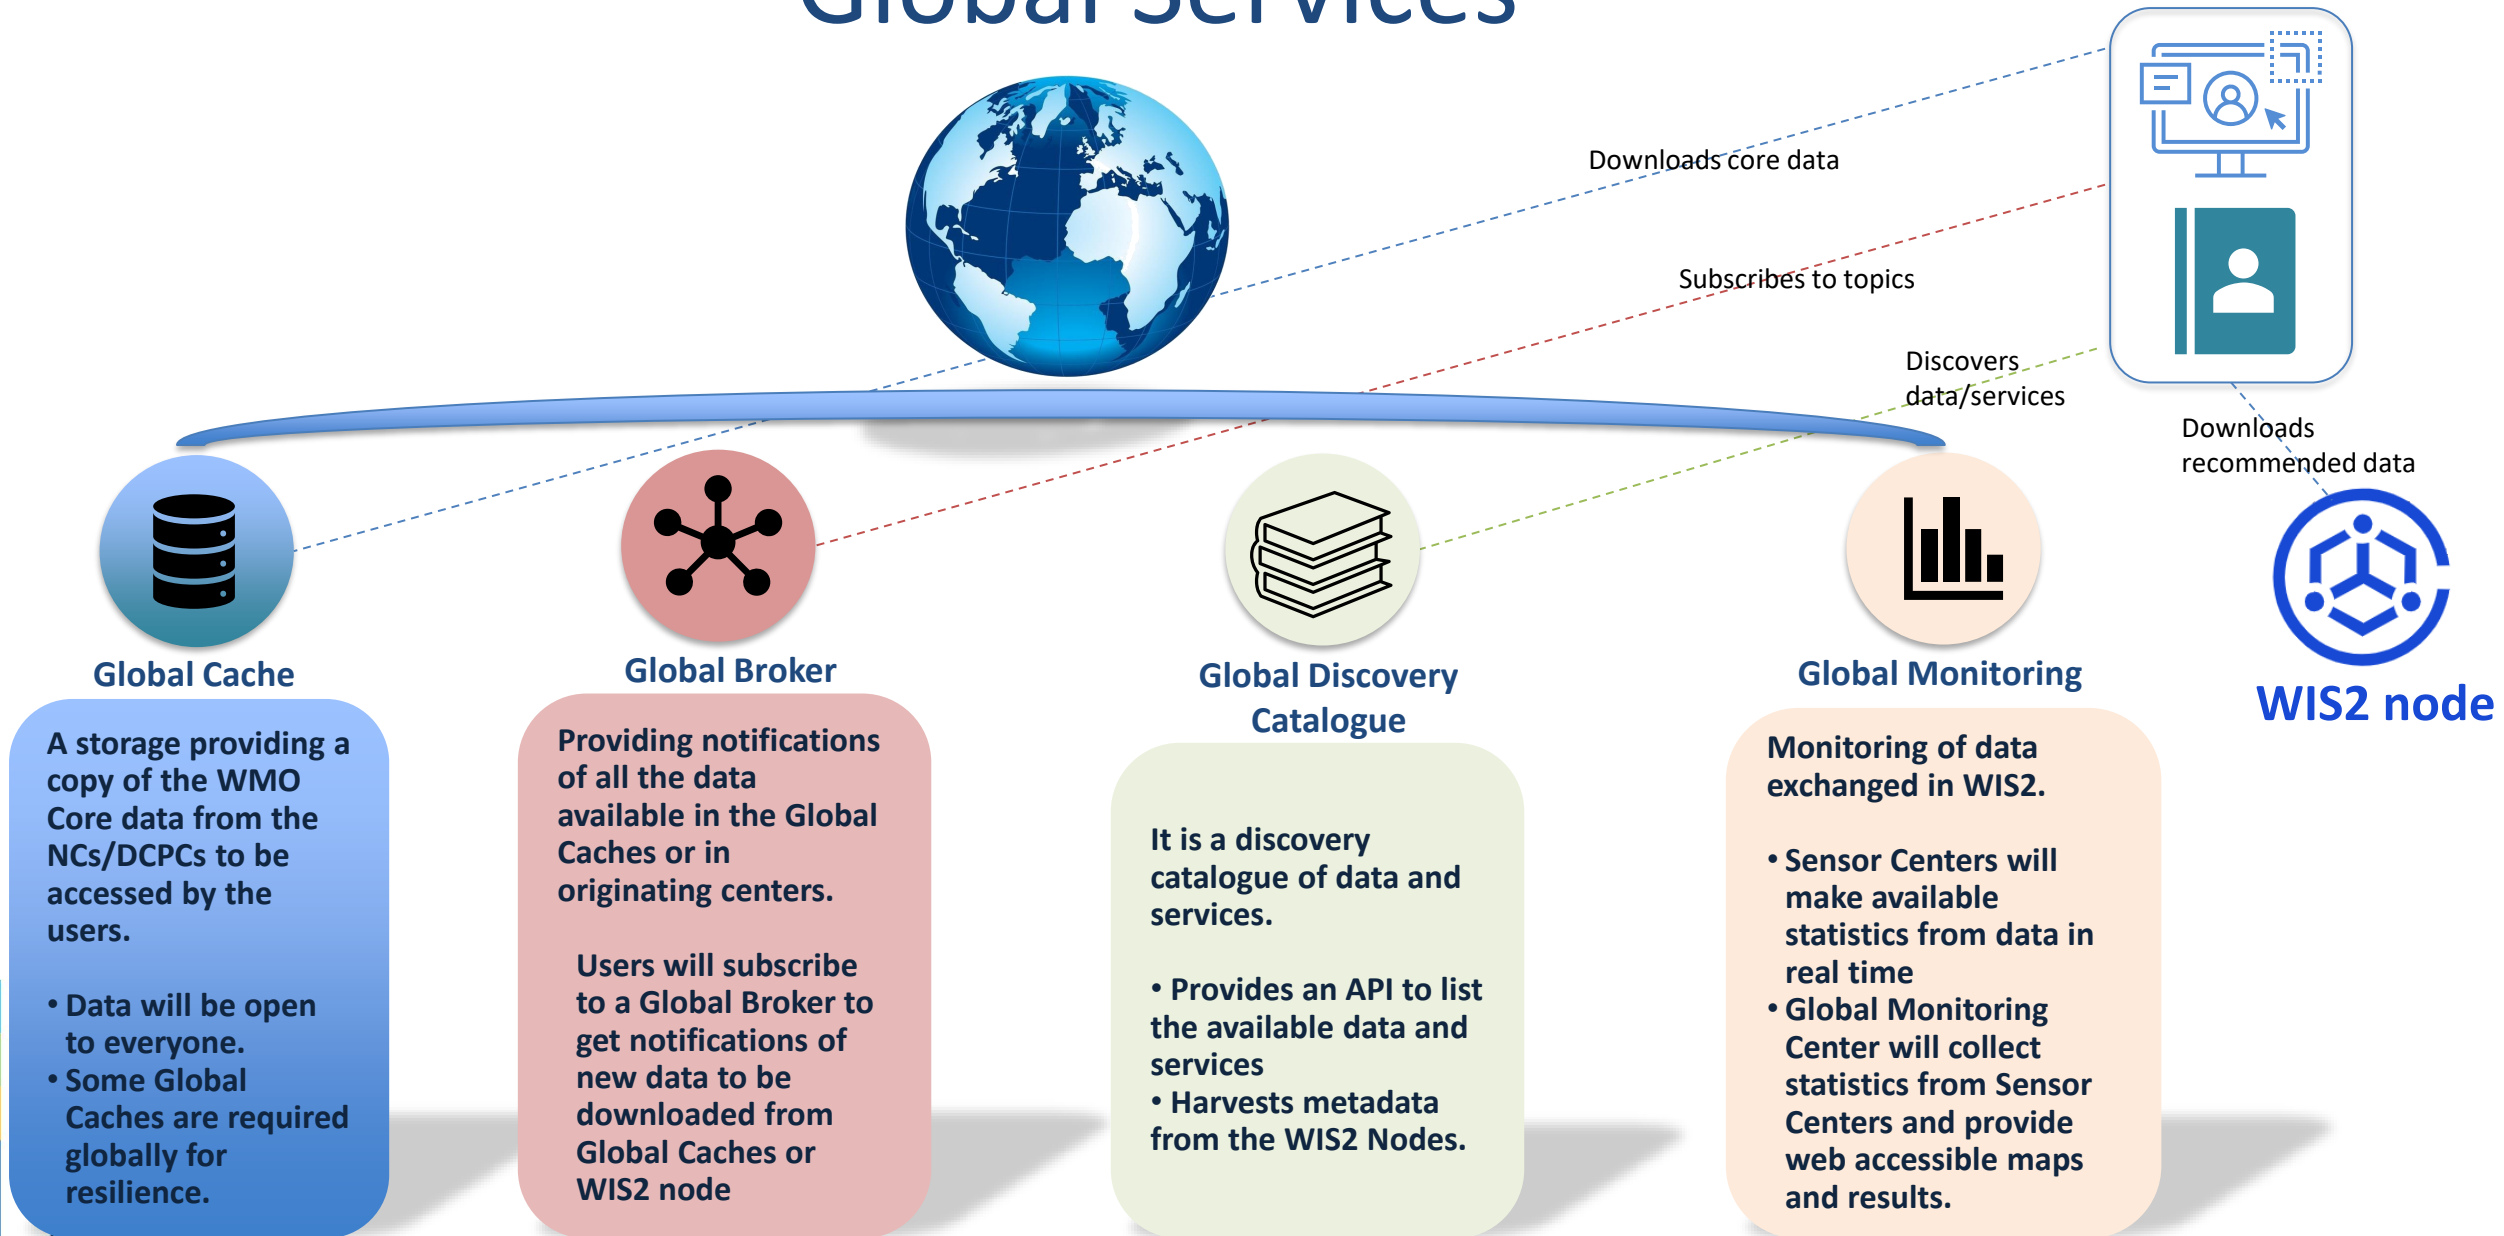 Global Services
Downloads core data
Subscribes to topics
Discovers
data/services
Downloads
recommended data
WIS2 node
Global Cache
A storage providing a
copy of the WMO
Core data from the
NCs/DCPCs to be
accessed by the
users.
• Data will be open
to everyone.
• Some Global
Caches are required
globally for
resilience.
Global Broker
Providing notifications
of all the data
available in the Global
Caches or in
originating centers.
Users will subscribe
to a Global Broker to
get notifications of
new data to be
downloaded from
Global Caches or
WIS2 node
Global Discovery
Catalogue
It is a discovery
catalogue of data and
services.
• Provides an API to list
the available data and
services
• Harvests metadata
from the WIS2 Nodes.
Global Monitoring
Monitoring of data
exchanged in WIS2.
• Sensor Centers will
make available
statistics from data in
real time
• Global Monitoring
Center will collect
statistics from Sensor
Centers and provide
web accessible maps
and results.